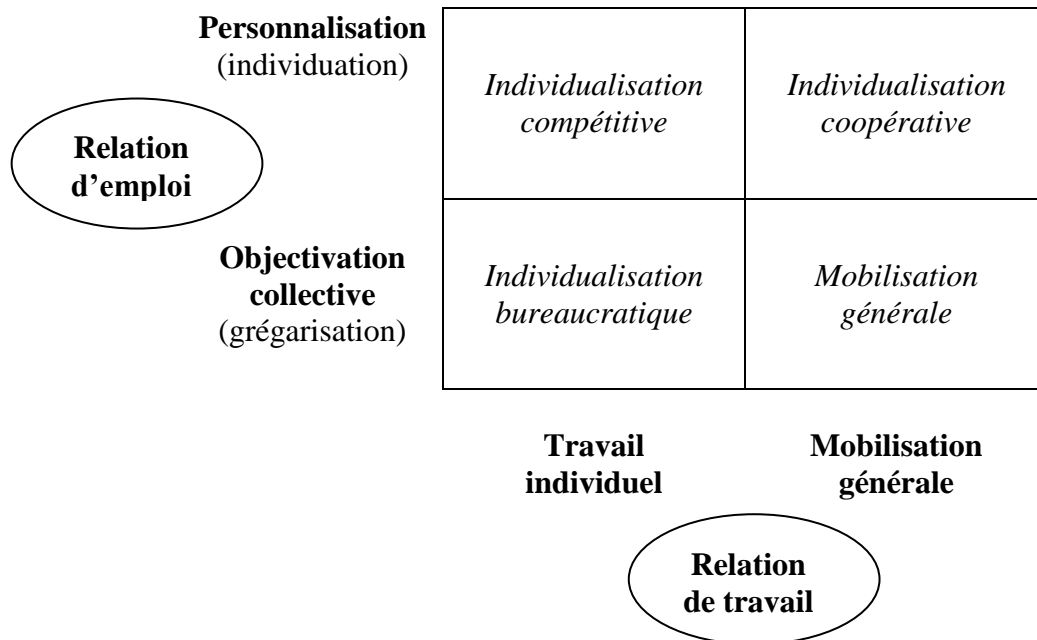 Personnalisation
(individuation)
Individualisation
compétitive
Individualisation
coopérative
Relation
d’emploi
Objectivation
collective
(grégarisation)
Individualisation
bureaucratique
Mobilisation
générale
Travail
individuel
Mobilisation
générale
Relation
de travail